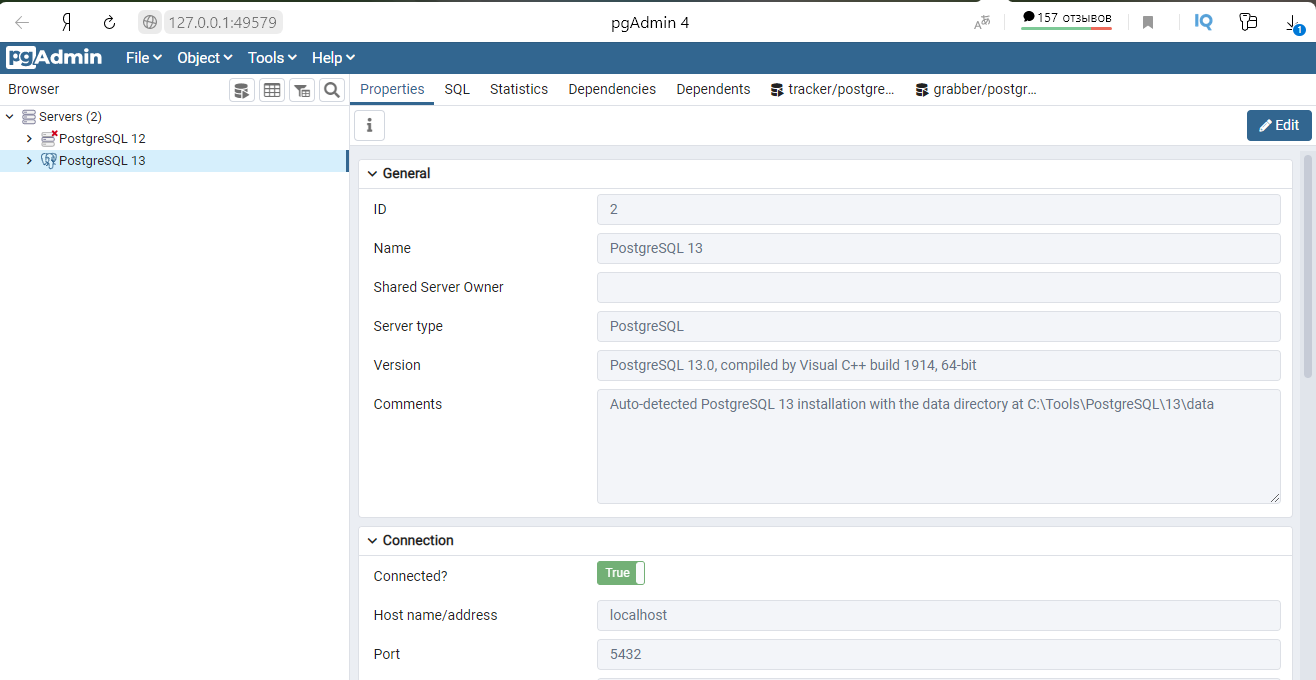 Я
127.0.0.1:49579
pgAdmin 4
157 отзывов
IQ
1
pgAdmin
File Object Tools Help
Browser
Properties SQL Statistics Dependencies Dependents tracker/postgre... grabber/postgr...
Servers (2)
PostgreSQL 12
PostgreSQL 13
i
Edit
General
ID
2
Name
PostgreSQL 13
Shared Server Owner
Server type
PostgreSQL
Version
PostgreSQL 13.0, compiled by Visual C++ build 1914, 64-bit
Comments
Auto-detected PostgreSQL 13 installation with the data directory at C:\Tools\PostgreSQL\13\data
Connection
Connected?
True
Host name/address
localhost
Port
5432